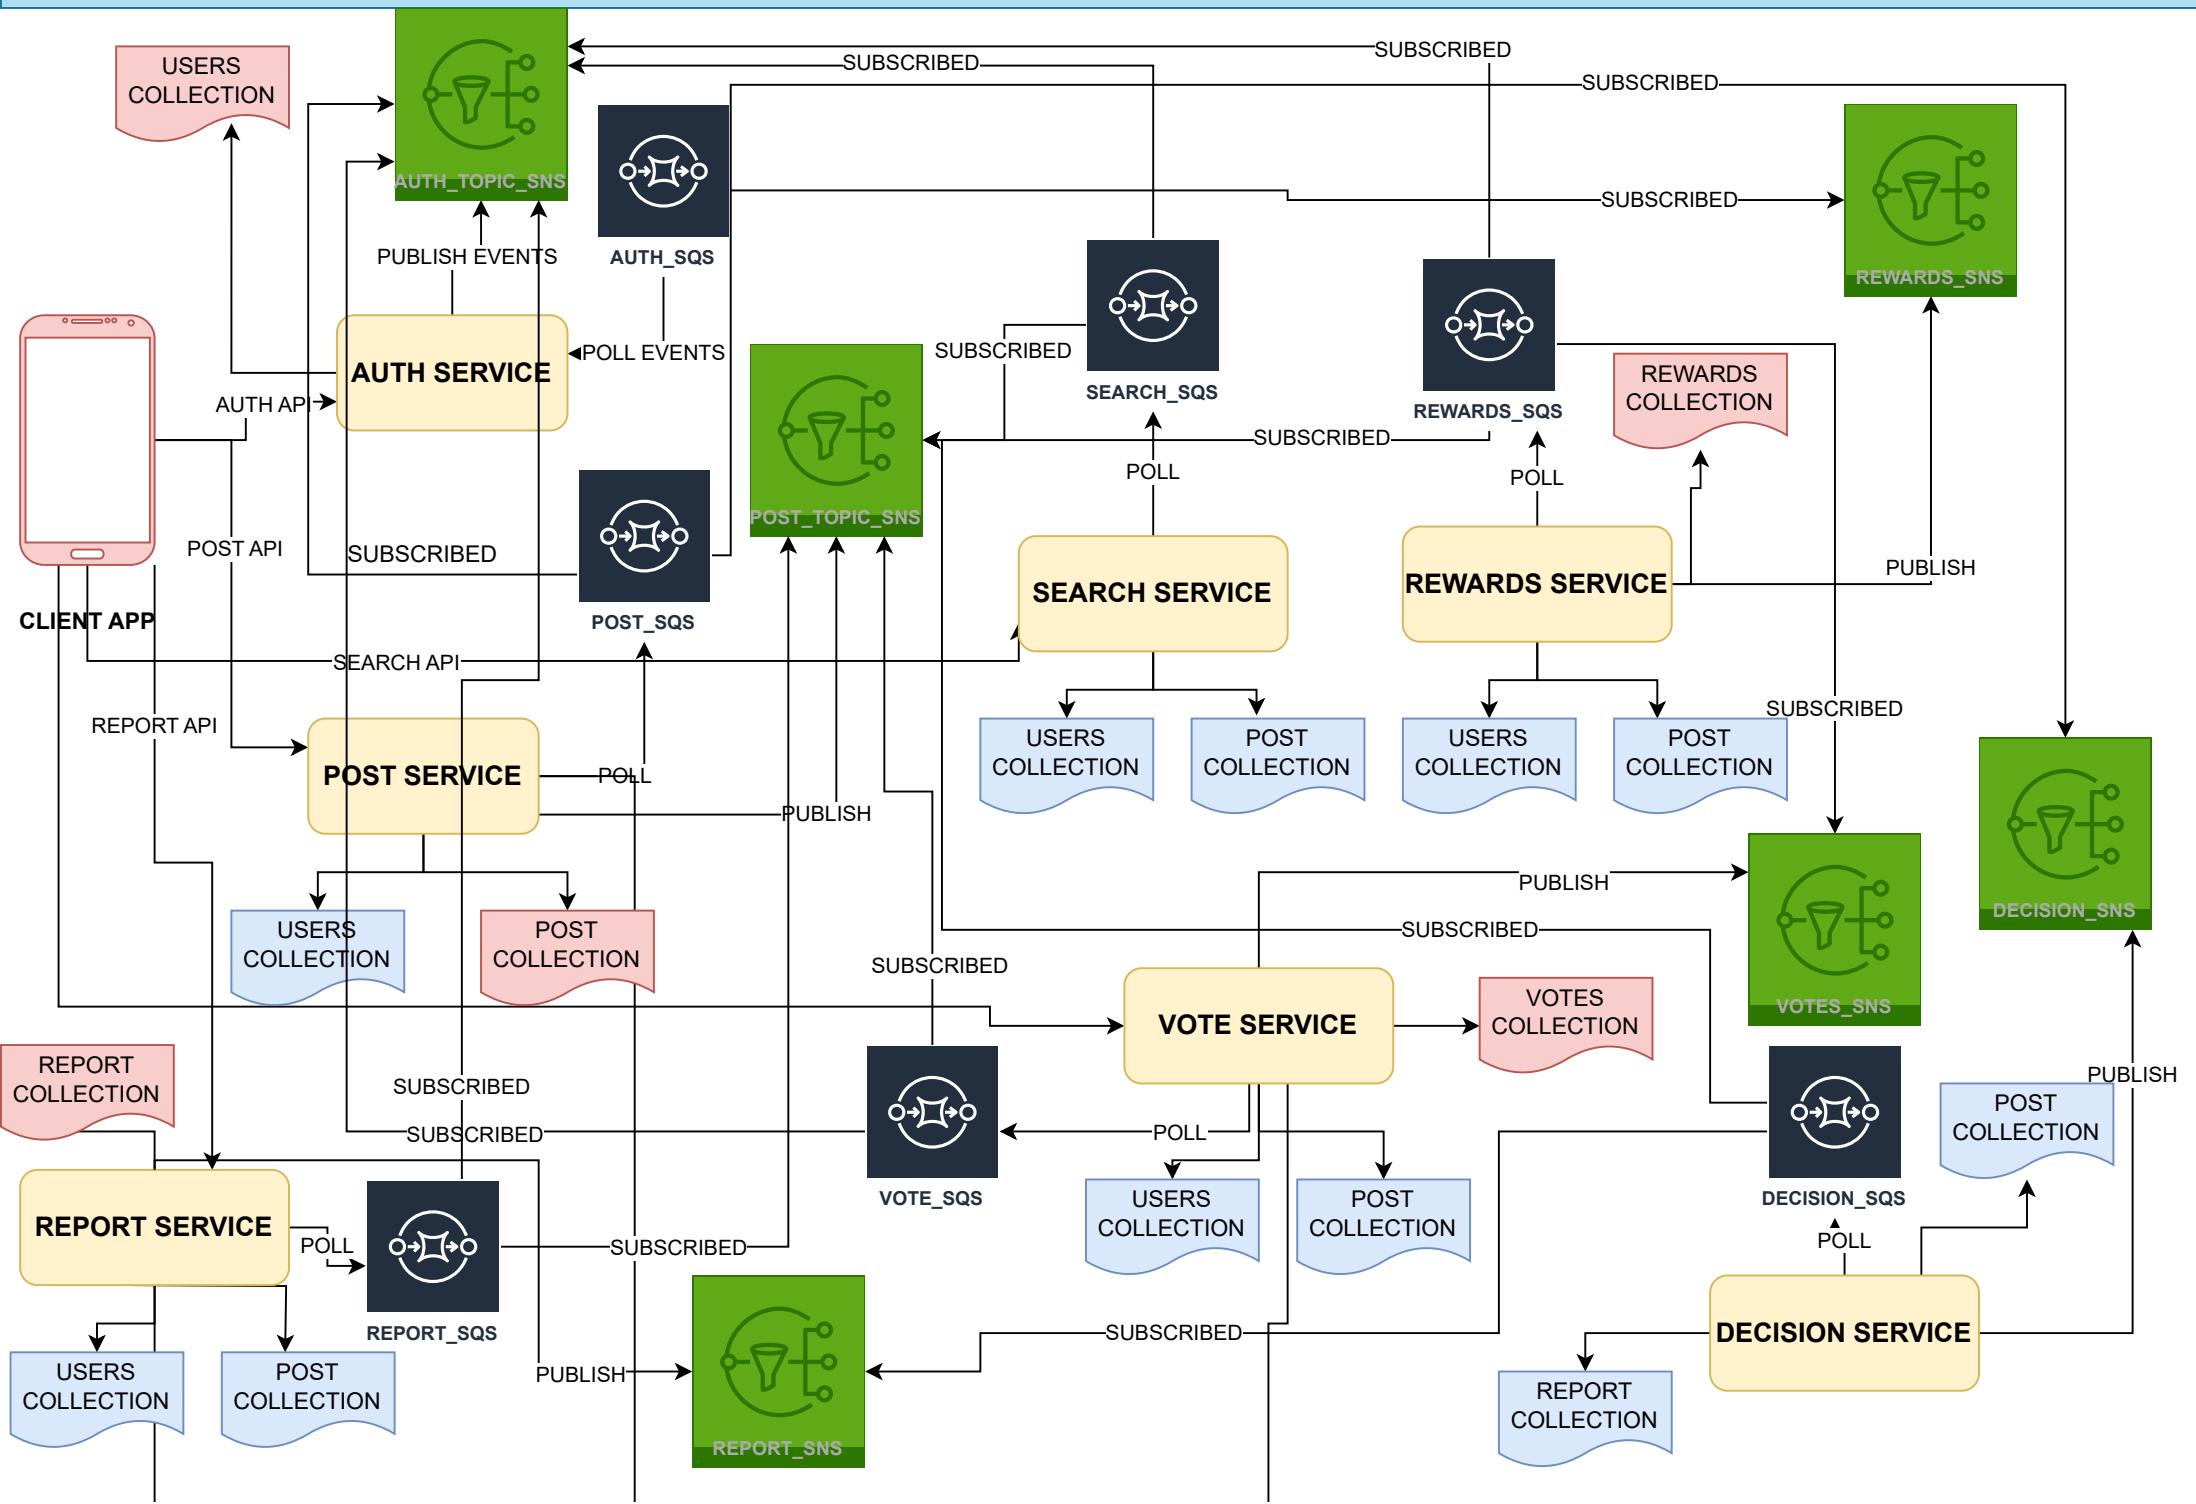 SUBSCRIBED
SUBSCRIBED
USERS
COLLECTION
SUBSCRIBED
AUTH_TOPIC_SNS
SUBSCRIBED
PUBLISH EVENTS
AUTH_SQS
REWARDS_SNS
AUTH SERVICE
POLL EVENTS
SUBSCRIBED
SEARCH_SQS
REWARDS_SQS
REWARDS
COLLECTION
AUTH API
SUBSCRIBED
POLL
POLL
POST_TOPIC_SNS
POST API
SUBSCRIBED
PUBLISH
SEARCH SERVICE
REWARDS SERVICE
CLIENT APP
POST_SQS
SEARCH API
REPORT API
SUBSCRIBED
USERS
COLLECTION
POST
COLLECTION
USERS
COLLECTION
POST
COLLECTION
POST SERVICE
POLL
PUBLISH
PUBLISH
DECISION_SNS
USERS
COLLECTION
POST
COLLECTION
SUBSCRIBED
SUBSCRIBED
VOTE SERVICE
VOTES
COLLECTION
VOTES_SNS
REPORT
COLLECTION
SUBSCRIBED
PUBLISH
SUBSCRIBED
POLL
POST
COLLECTION
VOTE_SQS
USERS
COLLECTION
POST
COLLECTION
DECISION_SQS
REPORT SERVICE
POLL
SUBSCRIBED
POLL
REPORT_SQS
SUBSCRIBED
DECISION SERVICE
USERS
COLLECTION
POST
COLLECTION
PUBLISH
REPORT
COLLECTION
REPORT_SNS